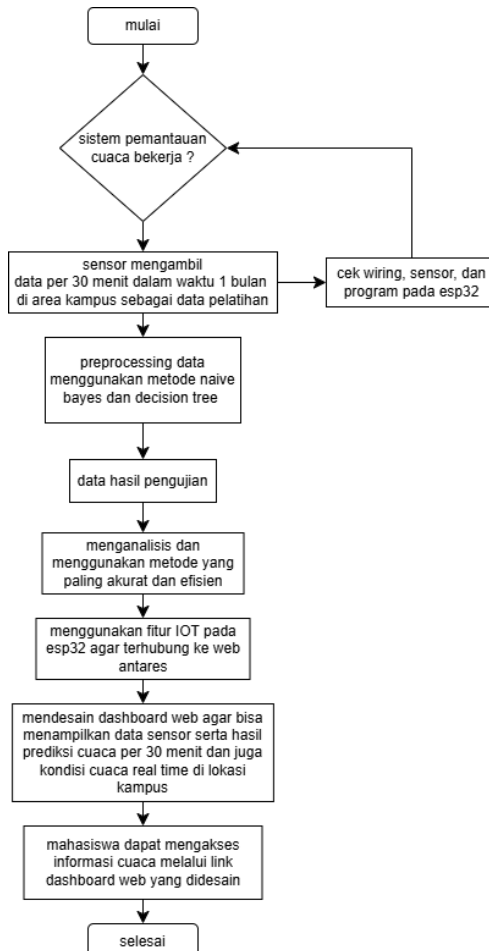 mulai
sistem pemantauan
cuaca bekerja ?
sensor mengambil
data per 30 menit dalam waktu 1 bulan
di area kampus sebagai data pelatihan
cek wiring, sensor, dan
program pada esp32
preprocessing data
menggunakan metode naive
bayes dan decision tree
data hasil pengujian
menganalisis dan
menggunakan metode yang
paling akurat dan efisien
menggunakan fitur IOT pada
esp32 agar terhubung ke web
antares
mendesain dashboard web agar bisa
menampilkan data sensor serta hasil
prediksi cuaca per 30 menit dan juga
kondisi cuaca real time di lokasi
kampus
mahasiswa dapat mengakses
informasi cuaca melalui link
dashboard web yang didesain
selesai